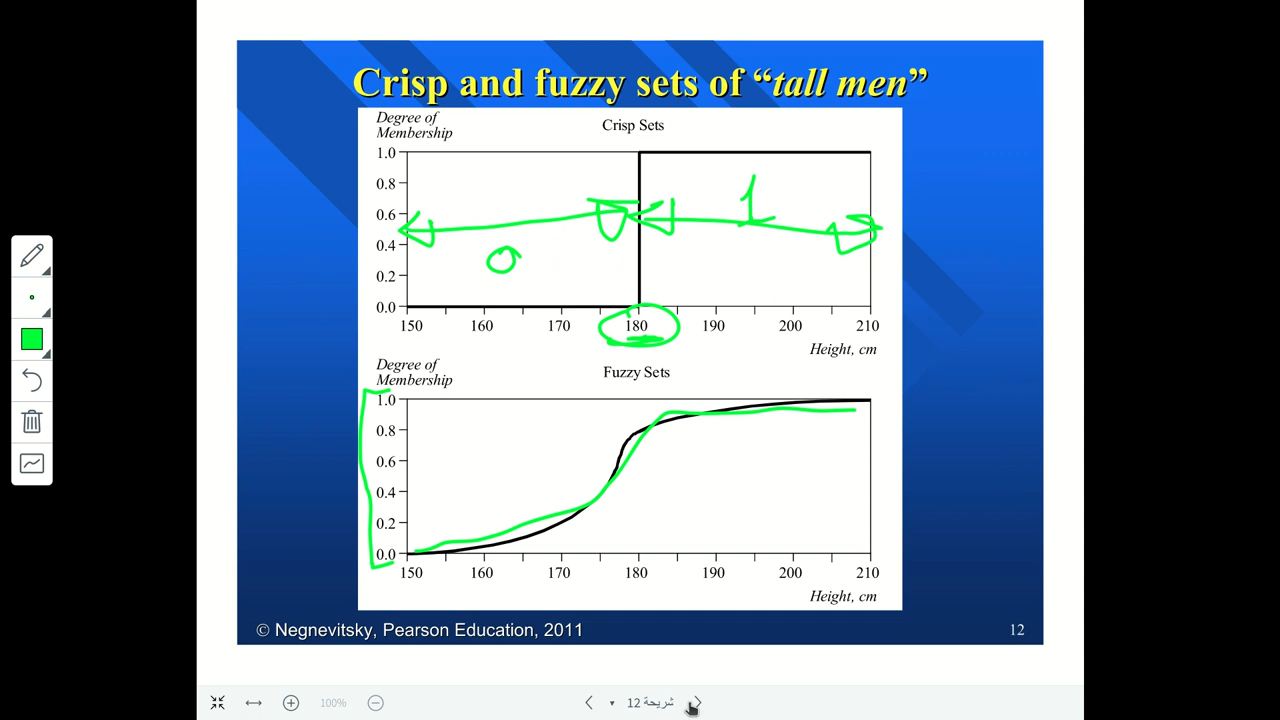 Crisp and fuzzy sets of “tall men”
Degree of
Membership
Crisp Sets
1.0
0.8
0.6
0.4
0.2
0.0
1
0
150 160 170 180 190 200 210
Height, cm
Degree of
Membership
Fuzzy Sets
1.0
0.8
0.6
0.4
0.2
0.0
150 160 170 180 190 200 210
Height, cm
© Negnevitsky, Pearson Education, 2011
12
100%
شريحة 12